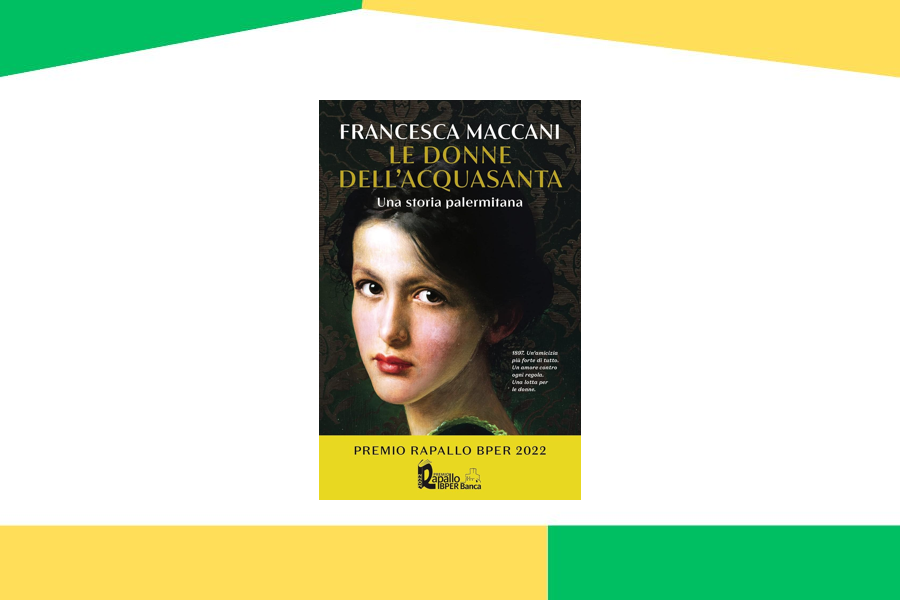 FRANCESCA MACCANI
LE DONNE
DELL'ACQUASANTA
Una storia palermitana
1897. Un'amicizia
più forte di tutto.
Un amore contro
ogni regola.
Una lotta per
le donne.
PREMIO RAPALLO BPER 2022
PREMIO
Rapallo
BPER Banca